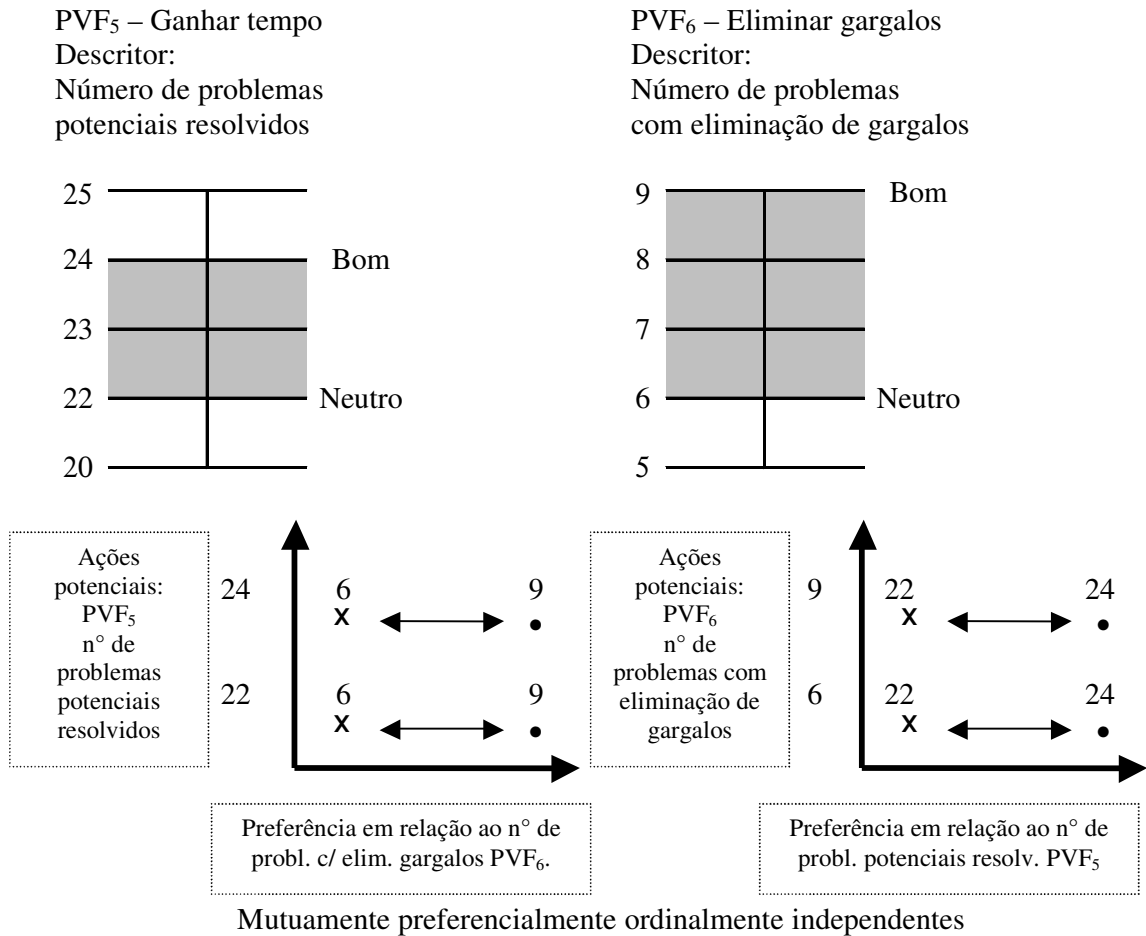 PVF₅ – Ganhar tempo
Descritor:
Número de problemas
potenciais resolvidos
PVF₆ – Eliminar gargalos
Descritor:
Número de problemas
com eliminação de gargalos
25
24 Bom
23
22 Neutro
20
9 Bom
8
7
6 Neutro
5
Ações
potenciais:
PVF₅
n° de
problemas
potenciais
resolvidos
24 6 9
x •
22 6 9
x •
Preferência em relação ao n° de
probl. c/ elim. gargalos PVF₆.
Ações
potenciais:
PVF₆
n° de
problemas com
eliminação de
gargalos
9 22 24
x •
6 22 24
x •
Preferência em relação ao n° de
probl. potenciais resolv. PVF₅
Mutuamente preferencialmente ordinalmente independentes